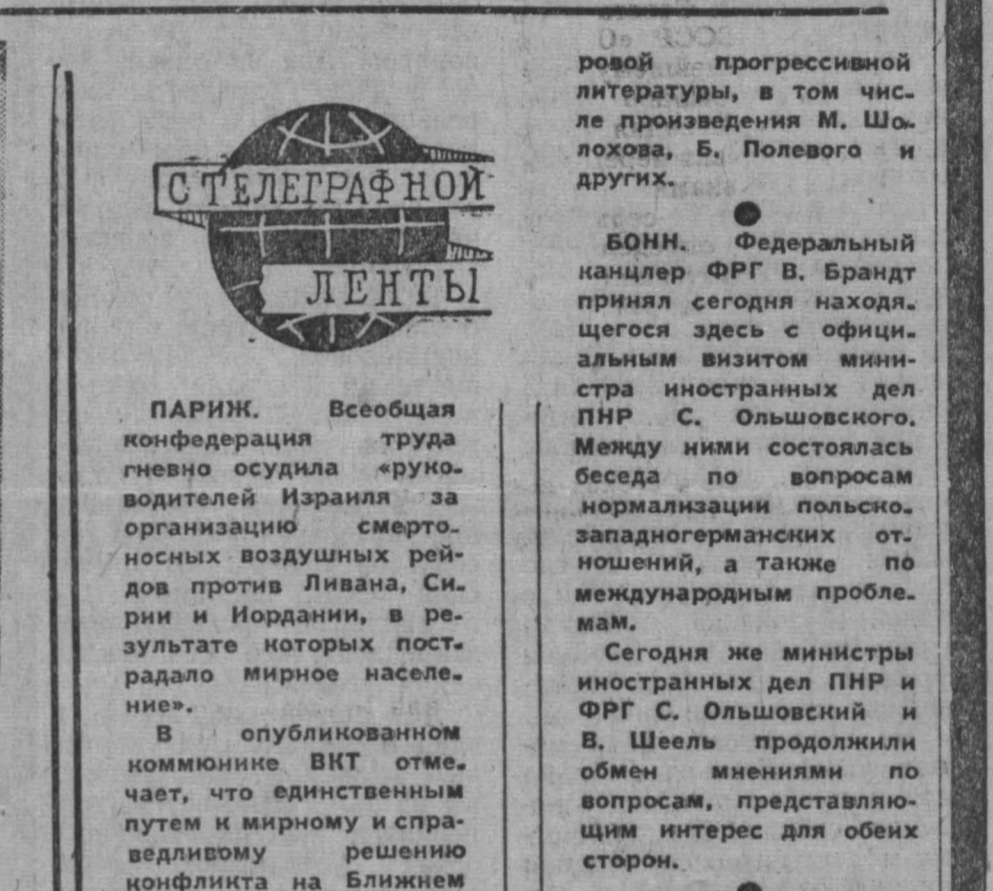 С ТЕЛЕГРАФНОЙ
ЛЕНТЫ
ПАРИЖ. Всеобщая
конфедерация труда
гневно осудила «руко-
водителей Израиля за
организацию смерто-
носных воздушных рей-
дов против Ливана, Си-
рии и Иордании, в ре-
зультате которых пост-
радало мирное населе-
ние».
В опубликованном
коммюнике ВКТ отме-
чает, что единственным
путем к мирному и спра-
ведливому решению
конфликта на Ближнем
ровой прогрессивной
литературы, в том чис-
ле произведения М. Шо-
лохова, Б. Полевого и
других.
БОНН. Федеральный
канцлер ФРГ В. Брандт
принял сегодня находя-
щегося здесь с офици-
альным визитом мини-
стра иностранных дел
ПНР С. Ольшовского.
Между ними состоялась
беседа по вопросам
нормализации польско-
западногерманских от-
ношений, а также по
международным пробле-
мам.
Сегодня же министры
иностранных дел ПНР и
ФРГ С. Ольшовский и
В. Шеель продолжили
обмен мнениями по
вопросам, представляю-
щим интерес для обеих
сторон.